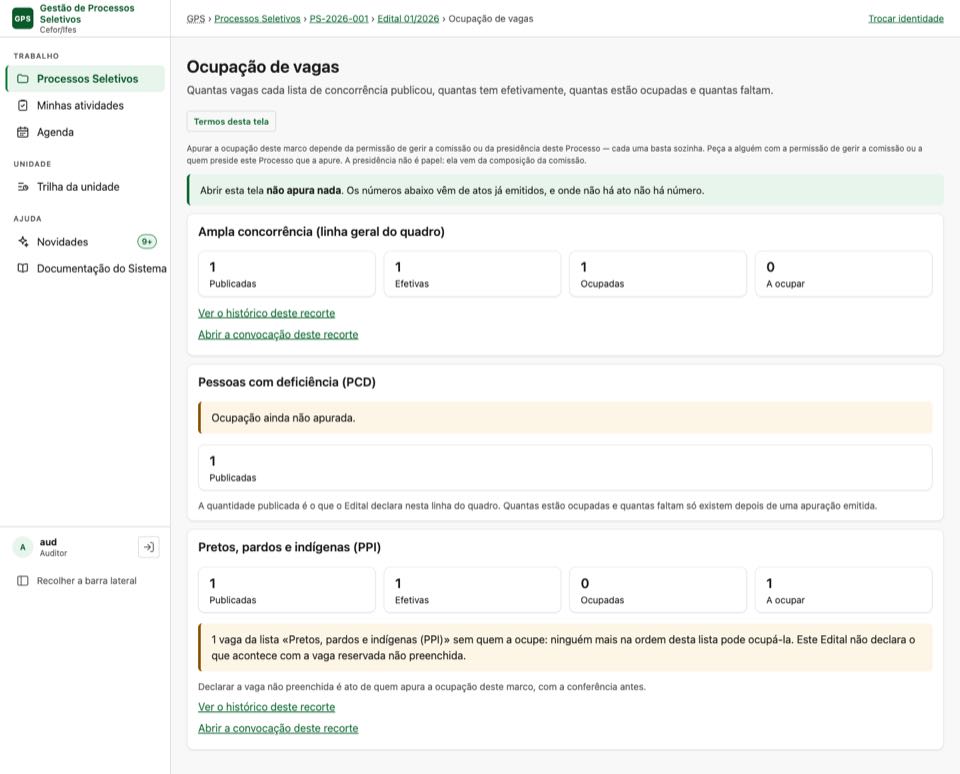 GPS
Gestão de Processos
Seletivos
Cefor/Ifes
GPS › Processos Seletivos › PS-2026-001 › Edital 01/2026 › Ocupação de vagas
Trocar identidade
TRABALHO
Processos Seletivos
Minhas atividades
Agenda
UNIDADE
Trilha da unidade
AJUDA
Novidades
9+
Documentação do Sistema
A
aud
Auditor
Recolher a barra lateral
Ocupação de vagas
Quantas vagas cada lista de concorrência publicou, quantas tem efetivamente, quantas estão ocupadas e quantas faltam.
Termos desta tela
Apurar a ocupação deste marco depende da permissão de gerir a comissão ou da presidência deste Processo — cada uma basta sozinha. Peça a alguém com a permissão de gerir a comissão ou a
quem preside este Processo que a apure. A presidência não é papel: ela vem da composição da comissão.
Abrir esta tela não apura nada. Os números abaixo vêm de atos já emitidos, e onde não há ato não há número.
Ampla concorrência (linha geral do quadro)
1
Publicadas
1
Efetivas
1
Ocupadas
0
A ocupar
Ver o histórico deste recorte
Abrir a convocação deste recorte
Pessoas com deficiência (PCD)
Ocupação ainda não apurada.
1
Publicadas
A quantidade publicada é o que o Edital declara nesta linha do quadro. Quantas estão ocupadas e quantas faltam só existem depois de uma apuração emitida.
Pretos, pardos e indígenas (PPI)
1
Publicadas
1
Efetivas
0
Ocupadas
1
A ocupar
1 vaga da lista «Pretos, pardos e indígenas (PPI)» sem quem a ocupe: ninguém mais na ordem desta lista pode ocupá-la. Este Edital não declara o
que acontece com a vaga reservada não preenchida.
Declarar a vaga não preenchida é ato de quem apura a ocupação deste marco, com a conferência antes.
Ver o histórico deste recorte
Abrir a convocação deste recorte